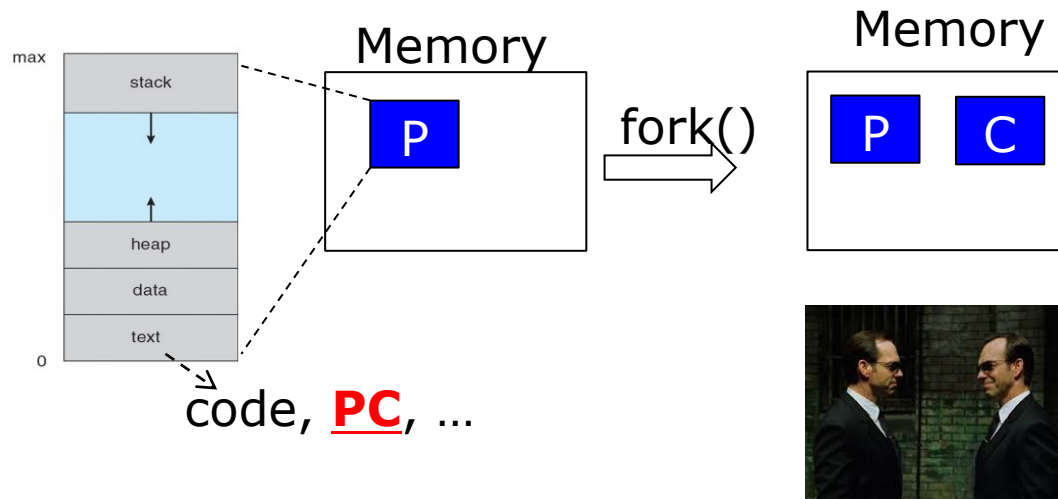 Memory
Memory
max
stack
P
fork()
P C
heap
data
text
0
code, PC, ...